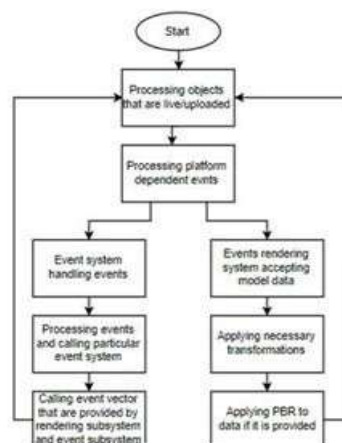 Start
Processing objects
that are live/uploaded
Processing platform
dependent evnts
Event system
handling events
Events rendering
system accepting
model data
Processing events
and calling particular
event system
Applying necessary
transformations
Calling event vector
that are provided by
rendering subsystem
and event subsystem
Applying PBR to
data if it is provided